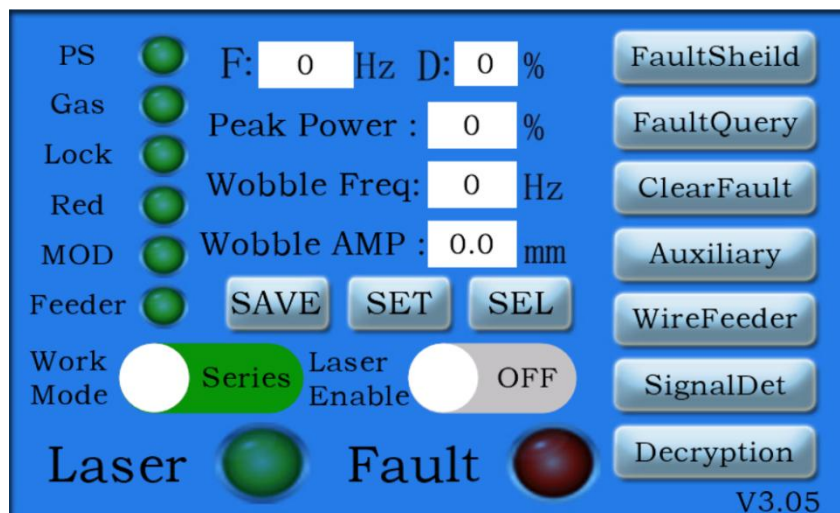 PS
Gas
Lock
Red
MOD
Feeder
F: 0 Hz D: 0 %
Peak Power : 0 %
Wobble Freq: 0 Hz
Wobble AMP : 0.0 mm
SAVE SET SEL
Work
Mode
Series
Laser
Enable
OFF
Laser
Fault
FaultSheild
FaultQuery
ClearFault
Auxiliary
WireFeeder
SignalDet
Decryption
V3.05